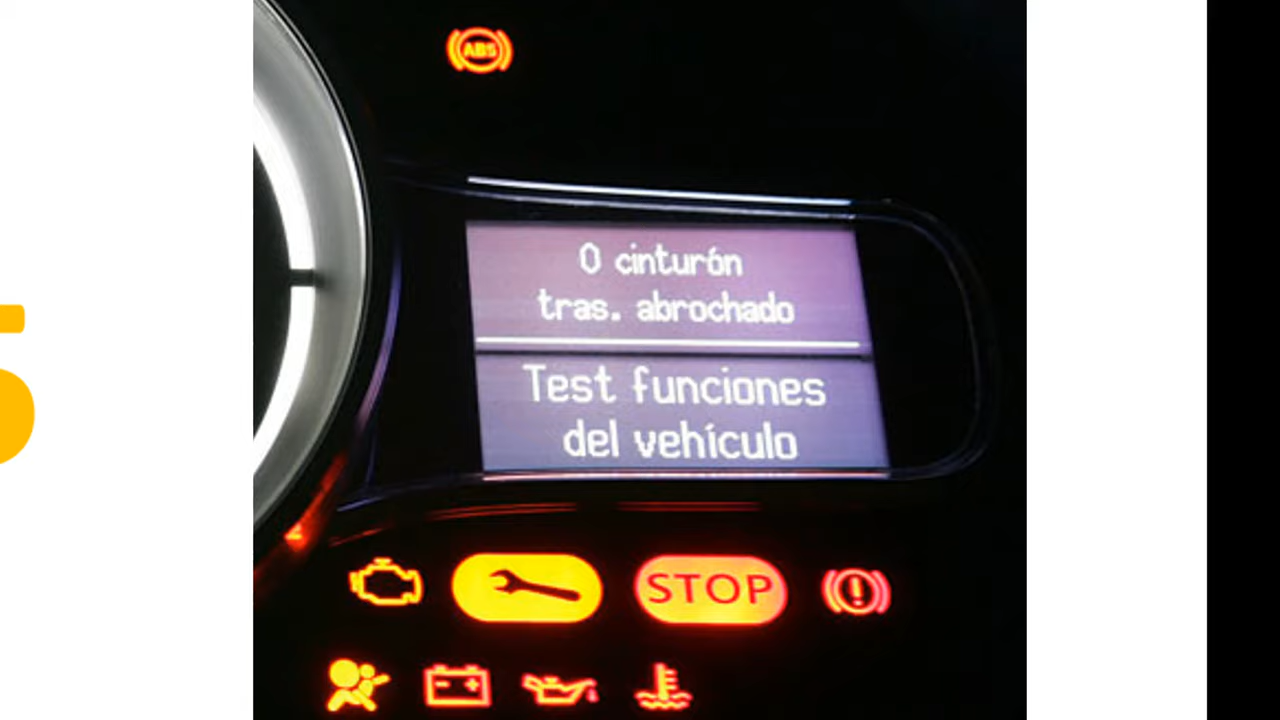 ABS
0 cinturón
tras. abrochado
Test funciones
del vehículo
STOP